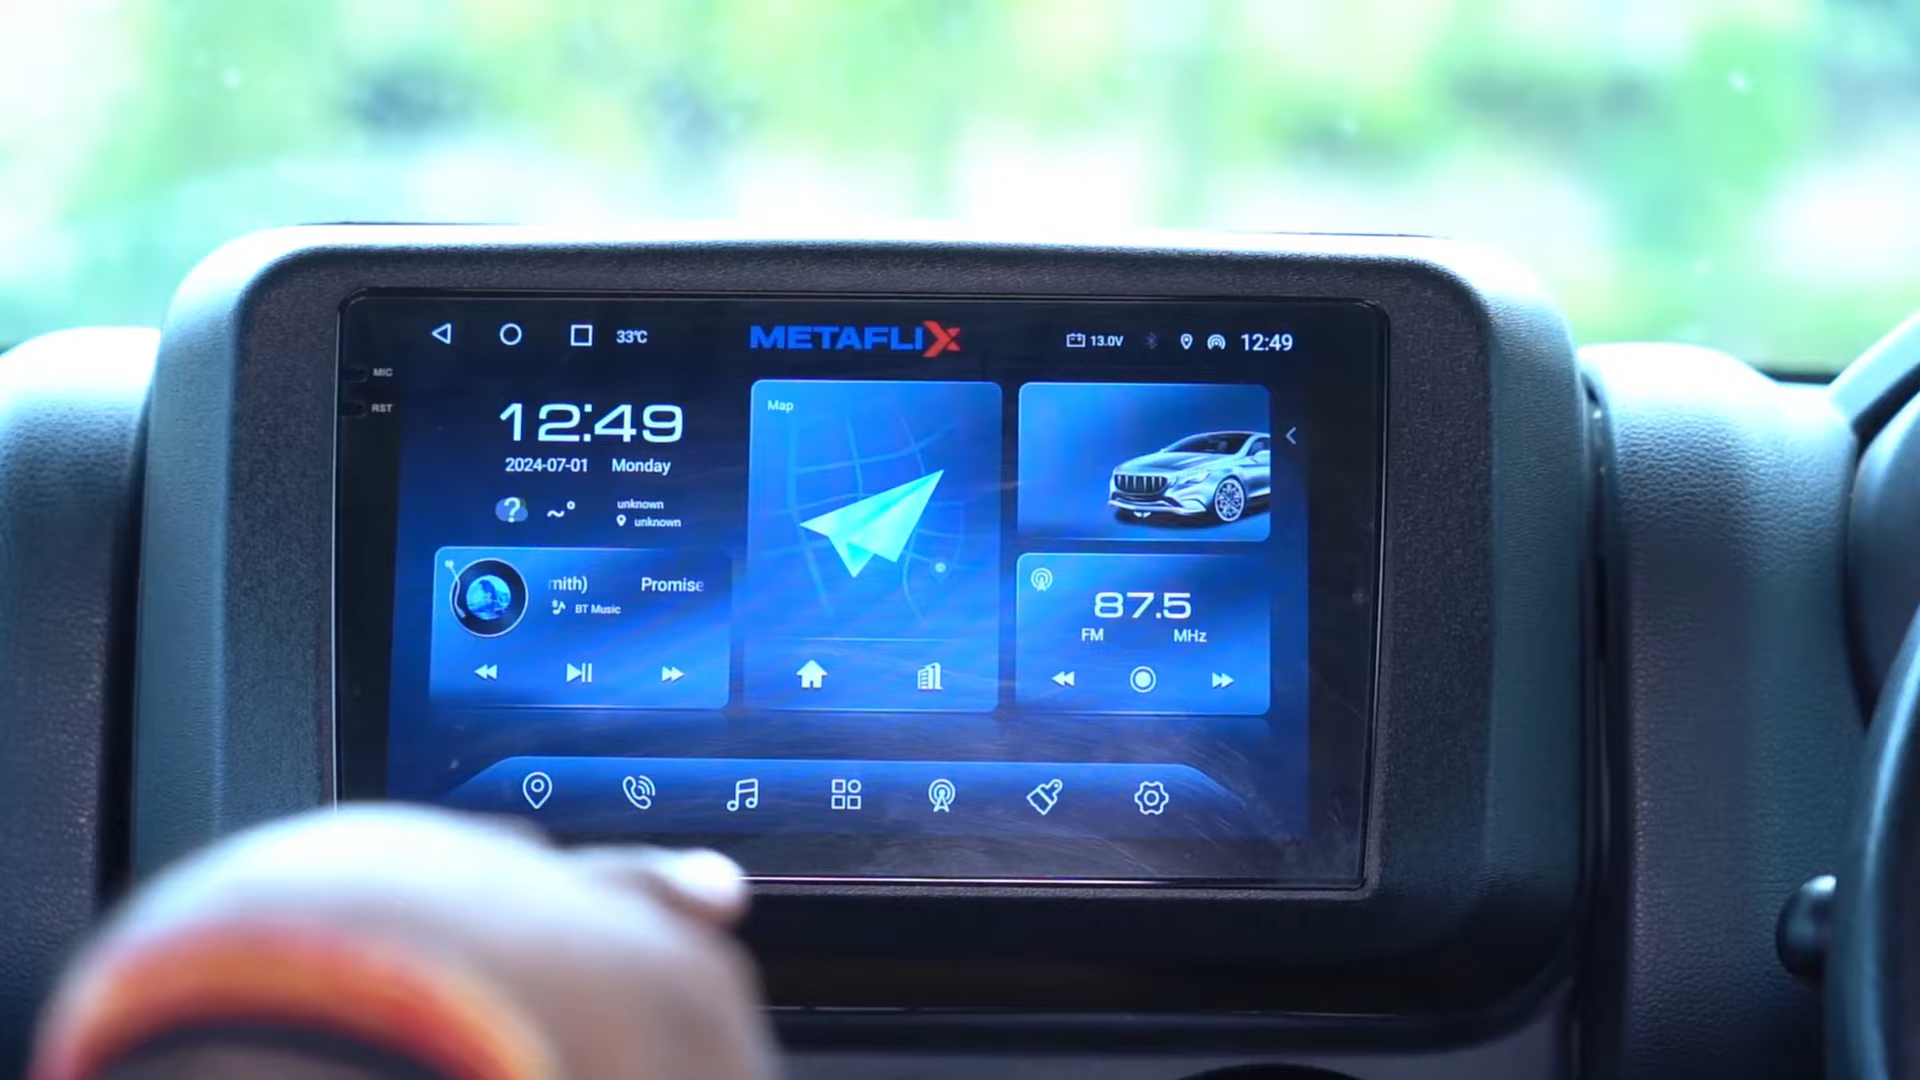 33°C
METAFLIX
13.0V
12:49
MIC
RST
12:49
2024-07-01 Monday
~°
unknown
unknown
mith) Promise
BT Music
Map
87.5
FM MHz